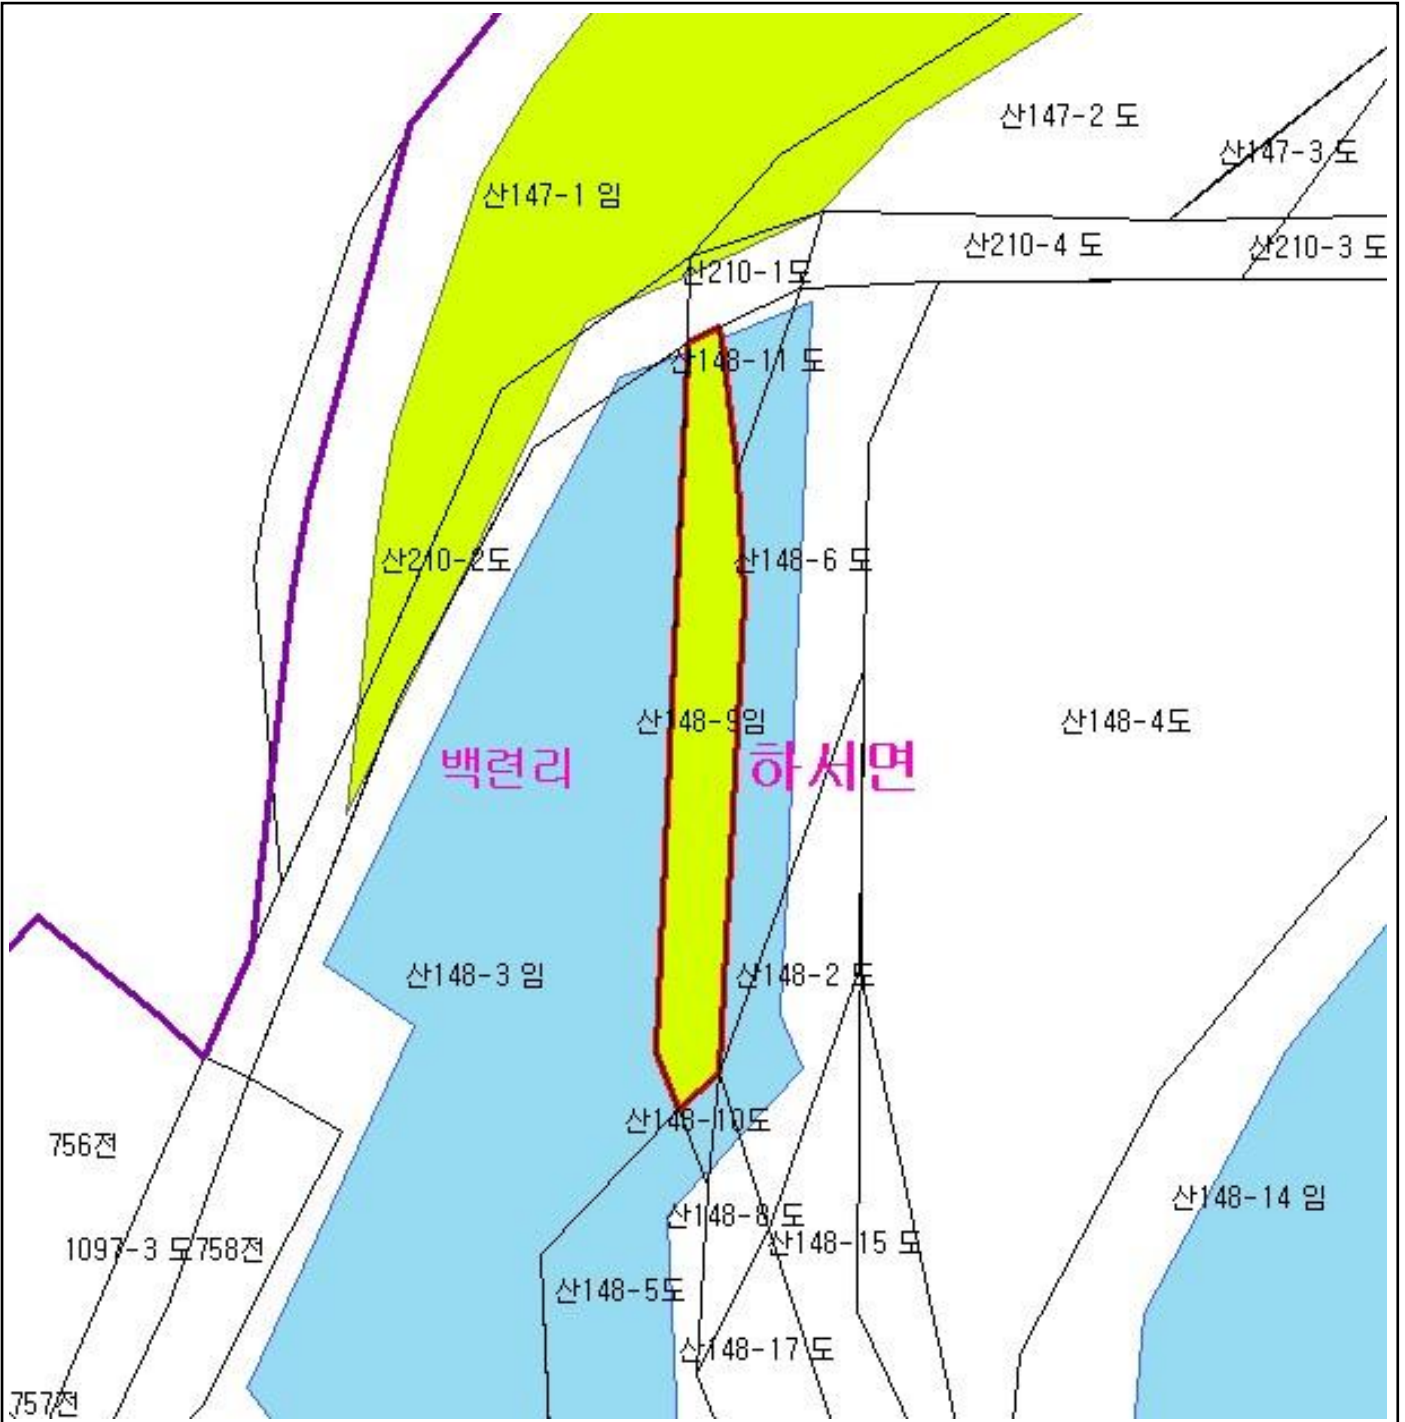 산147-2 도
산147-3 도
산147-1 임
산210-4 도
산210-3 도
산210-1도
산148-11 도
산210-2도
산148-6 도
산148-9임
산148-4도
백련리
하서면
산148-3 임
산148-2 도
산148-10도
756전
산148-14 임
산148-8 도
산148-15 도
1097-3 도
758전
산148-5도
산148-17 도
757전